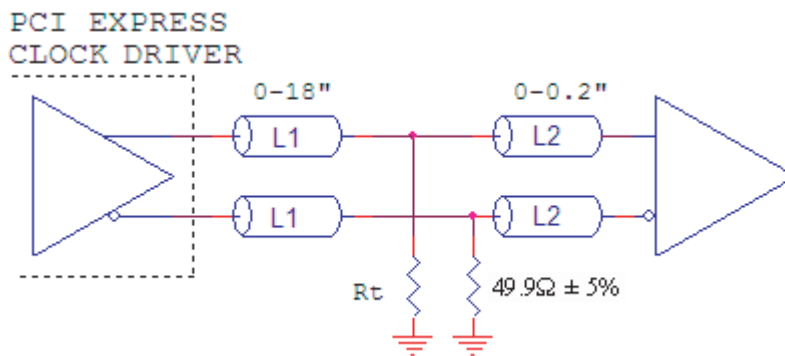 PCI EXPRESS
CLOCK DRIVER
0-18"
0-0.2"
L1
L2
L1
L2
Rt
49.9Ω ± 5%